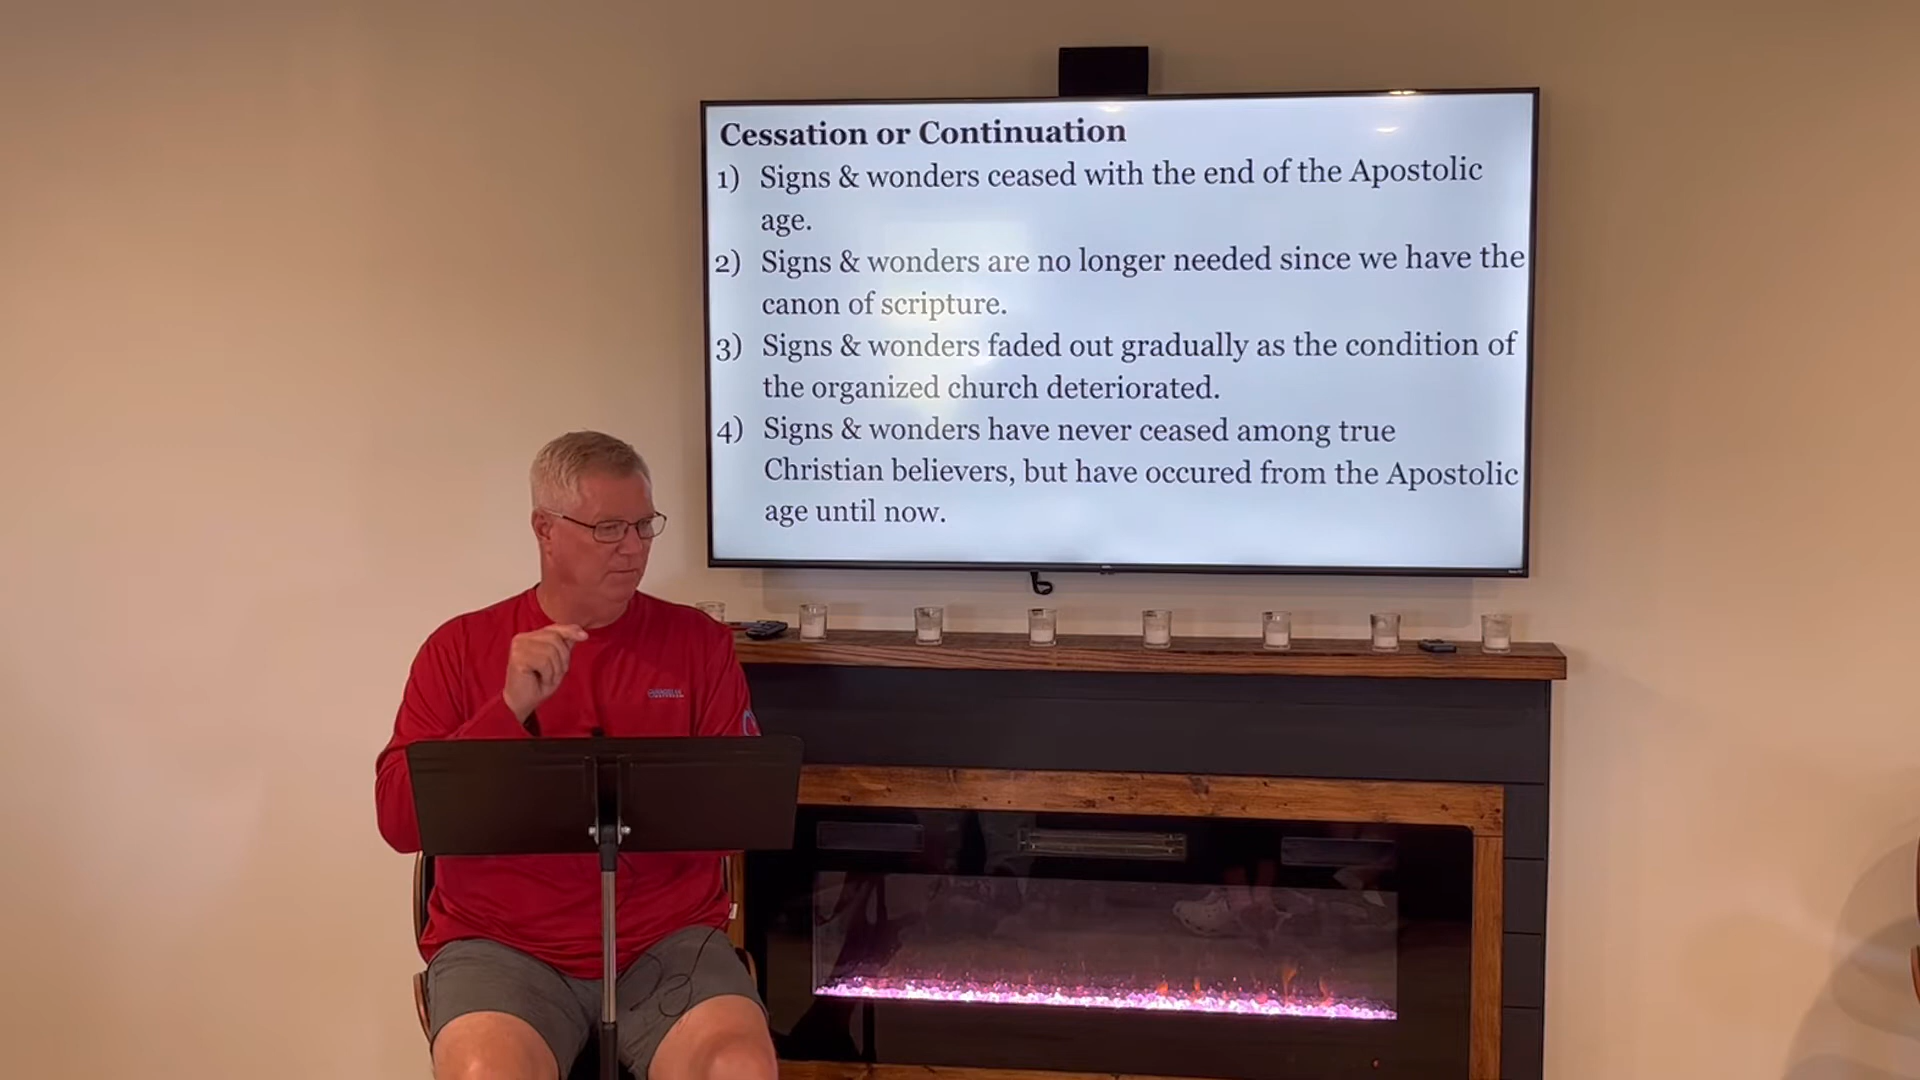 Cessation or Continuation
1) Signs & wonders ceased with the end of the Apostolic
age.
2) Signs & wonders are no longer needed since we have the
canon of scripture.
3) Signs & wonders faded out gradually as the condition of
the organized church deteriorated.
4) Signs & wonders have never ceased among true
Christian believers, but have occured from the Apostolic
age until now.